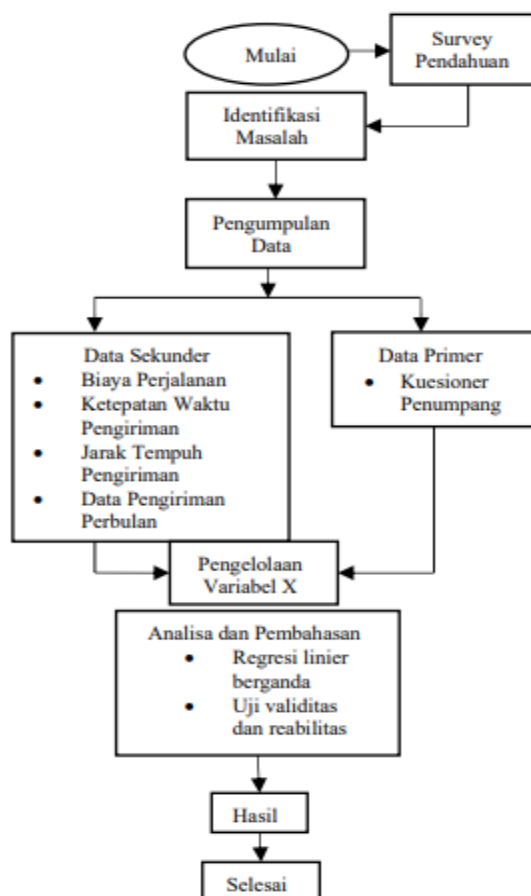 Mulai
Survey
Pendahuan
Identifikasi
Masalah
Pengumpulan
Data
Data Sekunder
• Biaya Perjalanan
• Ketepatan Waktu
Pengiriman
• Jarak Tempuh
Pengiriman
• Data Pengiriman
Perbulan
Data Primer
• Kuesioner
Penumpang
Pengelolaan
Variabel X
Analisa dan Pembahasan
• Regresi linier
berganda
• Uji validitas
dan reabilitas
Hasil
Selesai